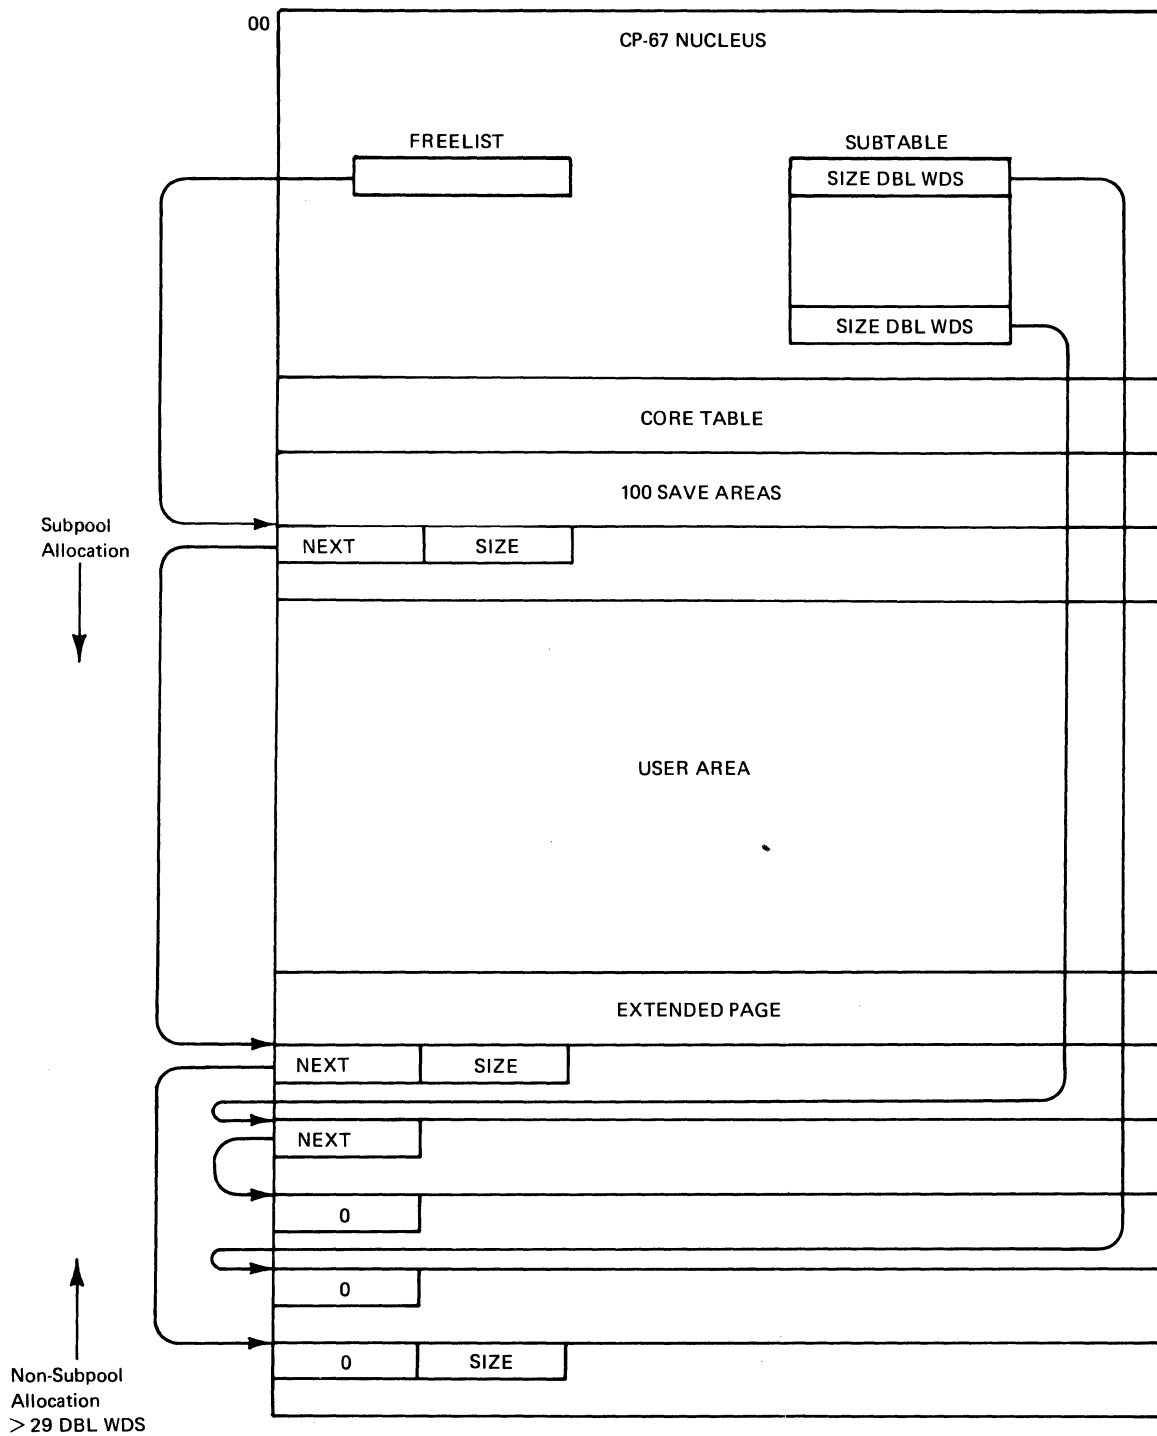 00
CP-67 NUCLEUS
FREELIST
SUBTABLE
SIZE DBL WDS
SIZE DBL WDS
CORE TABLE
100 SAVE AREAS
Subpool
Allocation
NEXT SIZE
USER AREA
EXTENDED PAGE
NEXT SIZE
NEXT
0
0
0 SIZE
Non-Subpool
Allocation
> 29 DBL WDS